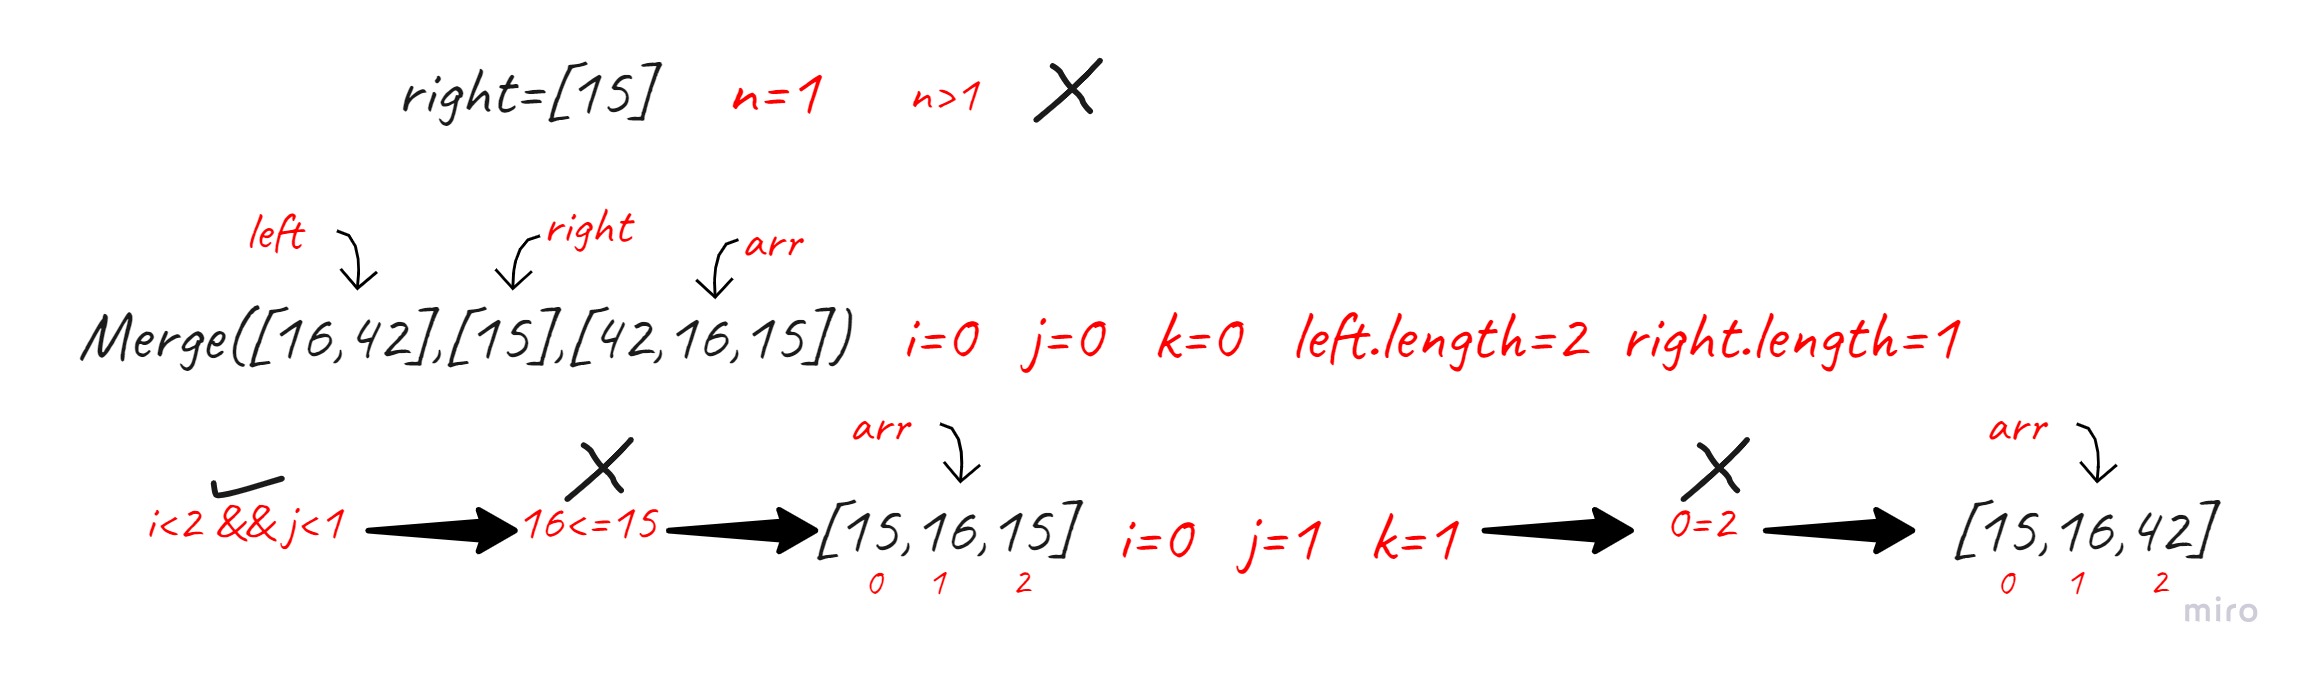 right=[15] n=1 n>1
left right arr
Merge([16,42],[15],[42,16,15]) i=0 j=0 k=0 left.length=2 right.length=1
arr arr
i<2 && j<1 16<=15 [15,16,15] i=0 j=1 k=1 0=2 [15,16,42]
0 1 2 0 1 2
miro